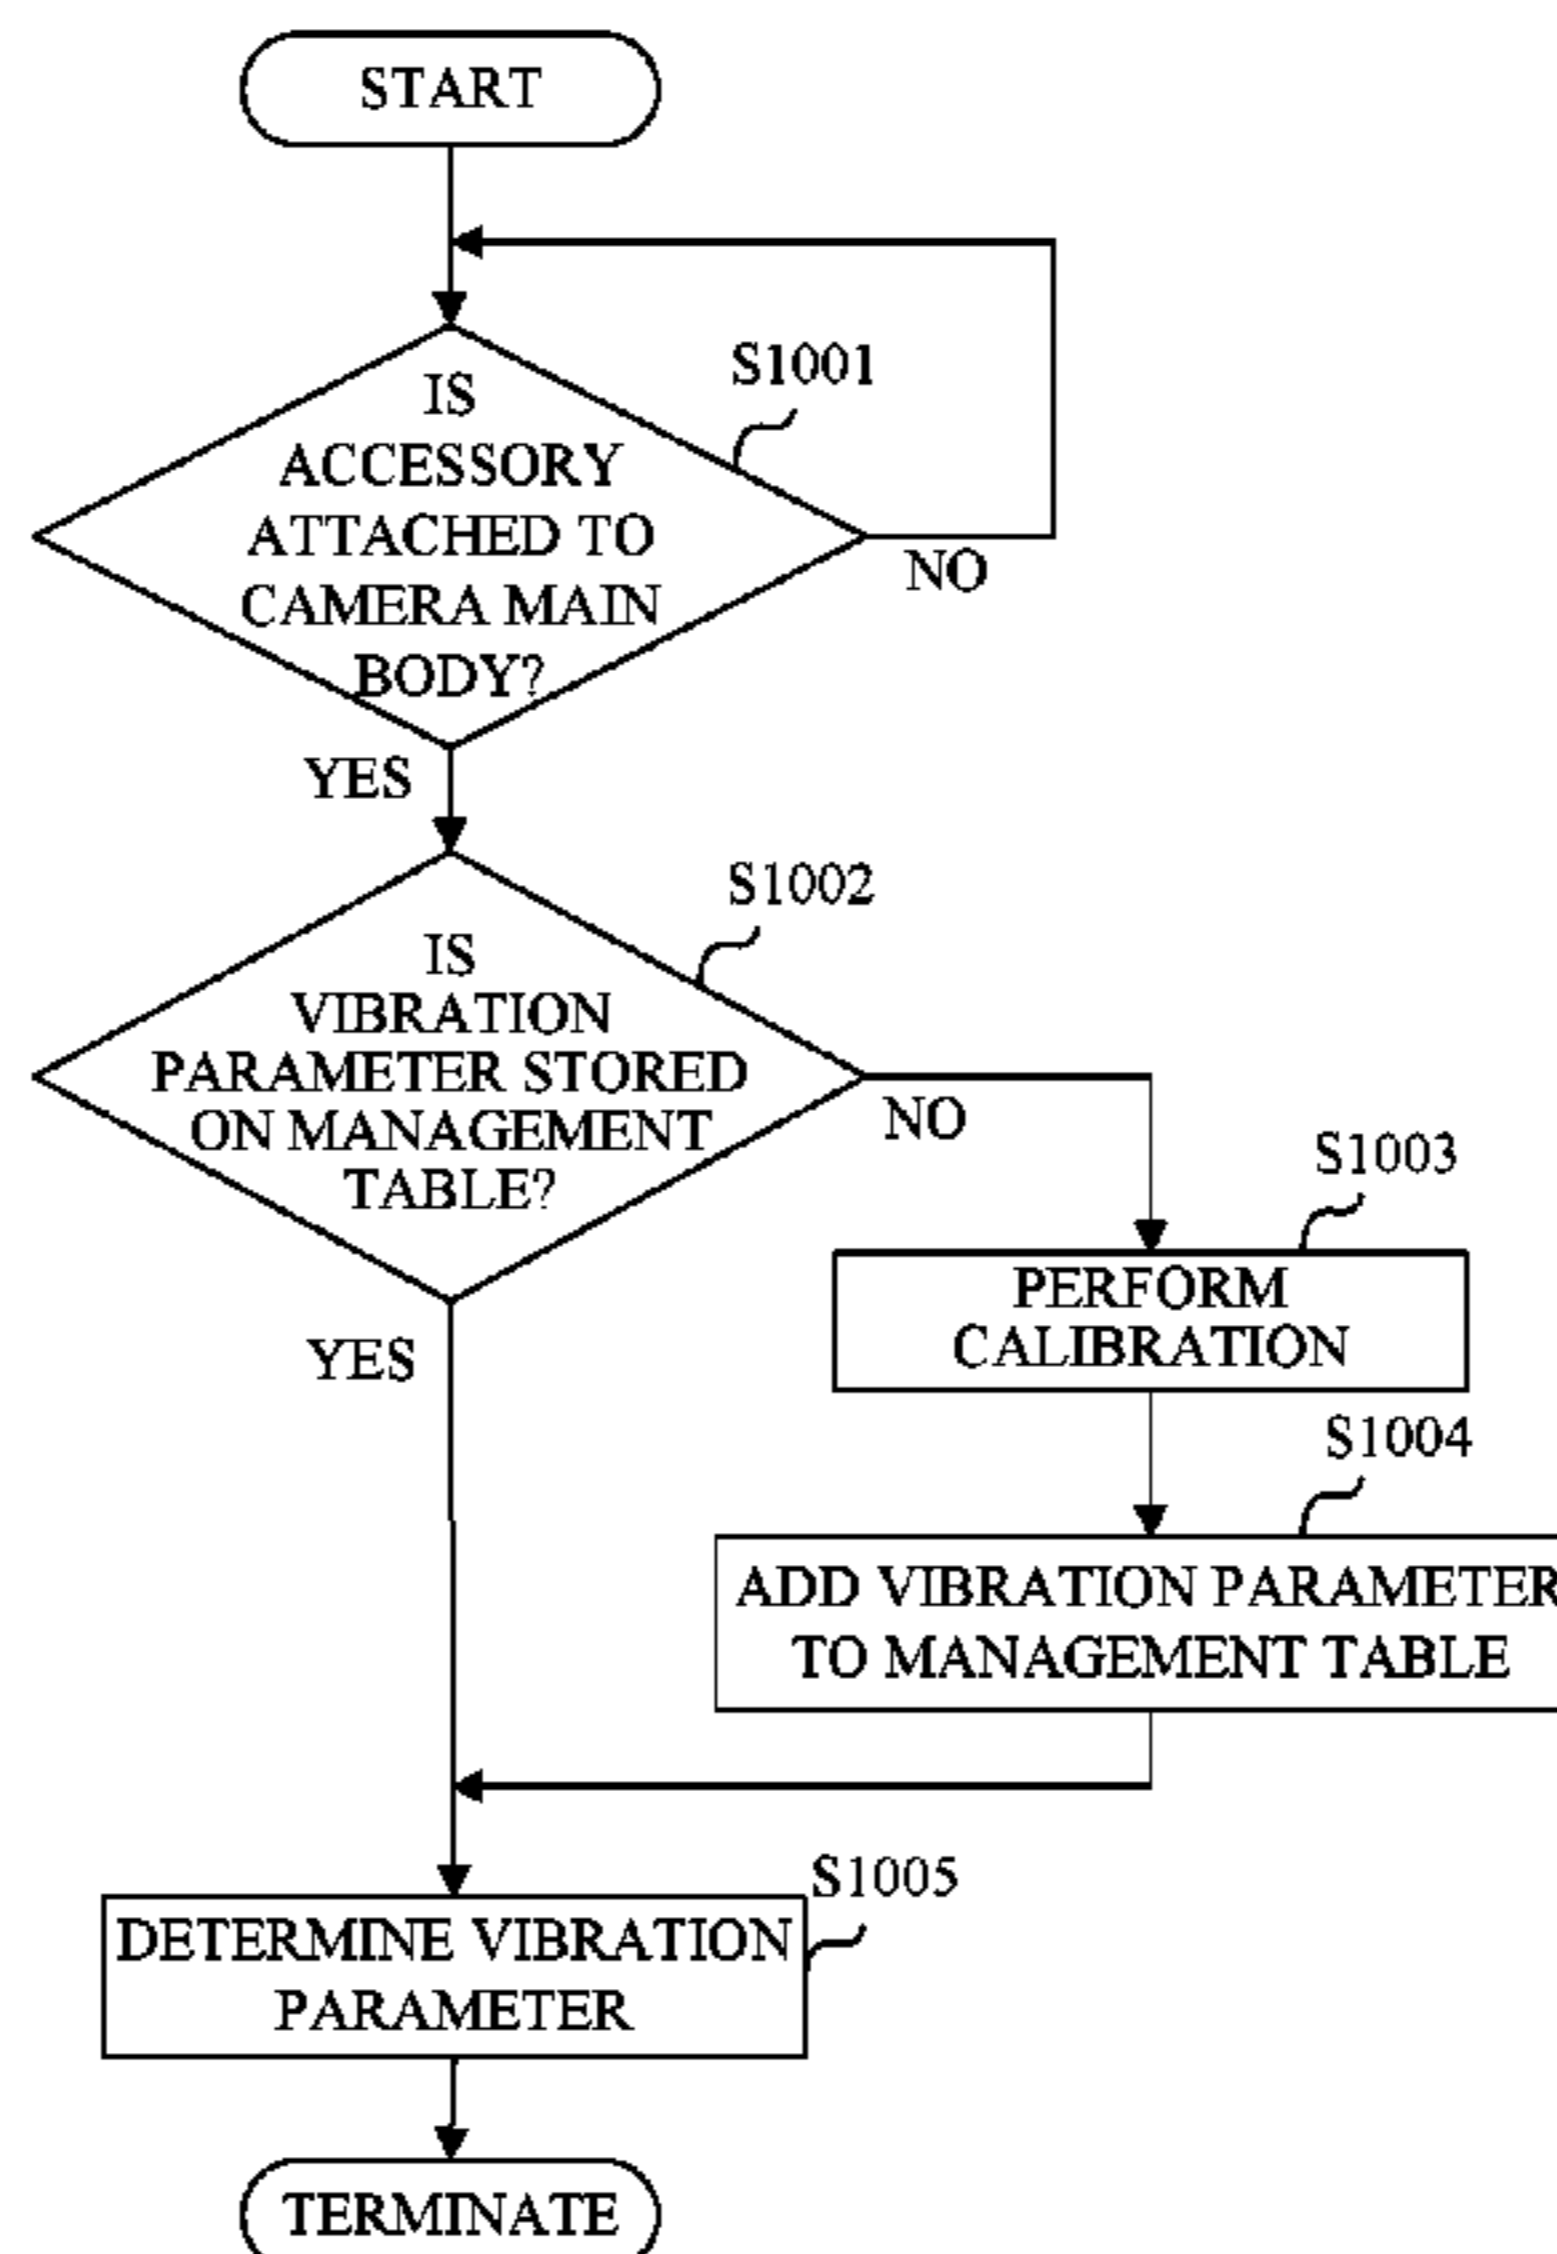 START
S1001
IS
ACCESSORY
ATTACHED TO
CAMERA MAIN
BODY?
NO
YES
S1002
IS
VIBRATION
PARAMETER STORED
ON MANAGEMENT
TABLE?
NO
YES
S1003
PERFORM
CALIBRATION
S1004
ADD VIBRATION PARAMETER
TO MANAGEMENT TABLE
S1005
DETERMINE VIBRATION
PARAMETER
TERMINATE